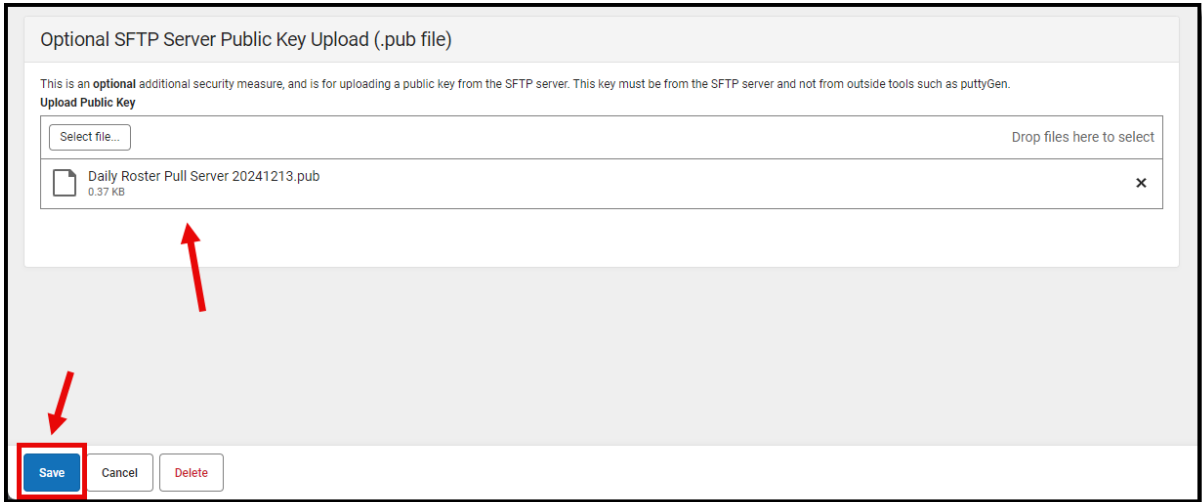 Optional SFTP Server Public Key Upload (.pub file)
This is an optional additional security measure, and is for uploading a public key from the SFTP server. This key must be from the SFTP server and not from outside tools such as puttyGen.
Upload Public Key
Select file...
Drop files here to select
Daily Roster Pull Server 20241213.pub
0.37 KB
Save
Cancel
Delete